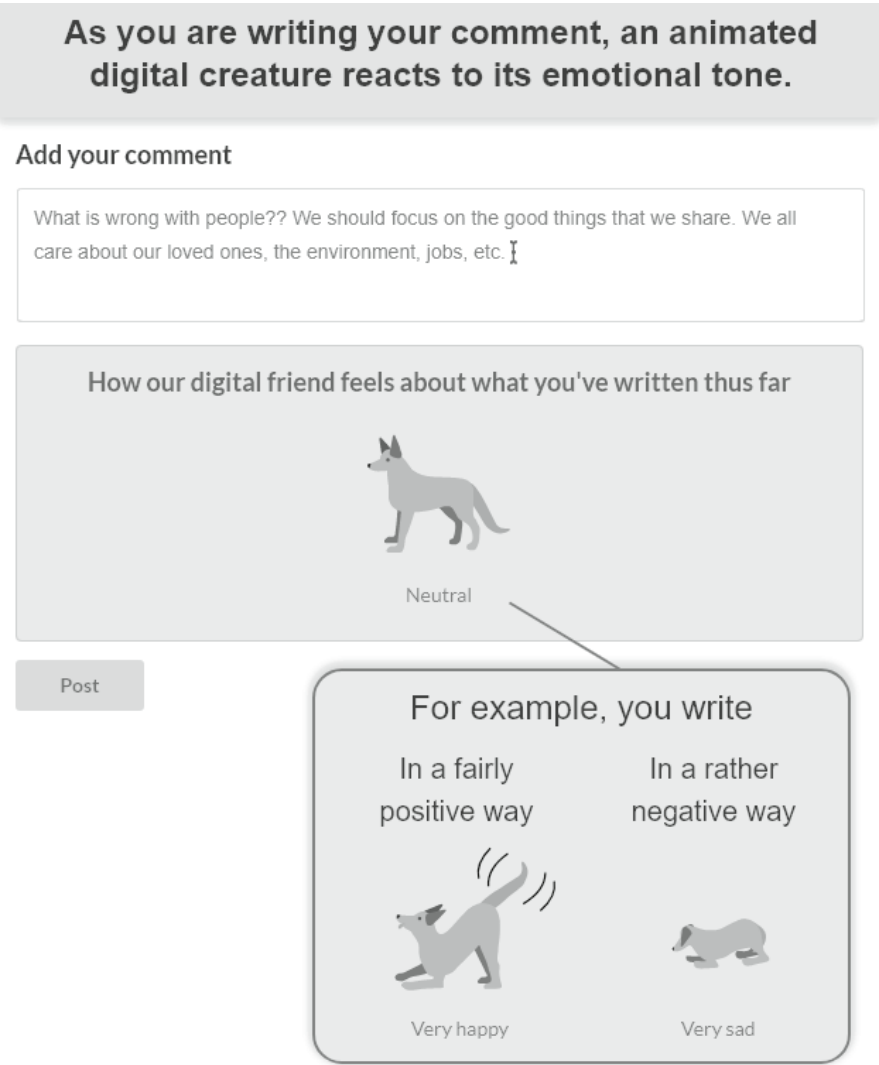 As you are writing your comment, an animated
digital creature reacts to its emotional tone.
Add your comment
What is wrong with people?? We should focus on the good things that we share. We all
care about our loved ones, the environment, jobs, etc.
How our digital friend feels about what you've written thus far
Neutral
Post
For example, you write
In a fairly
positive way
Very happy
In a rather
negative way
Very sad